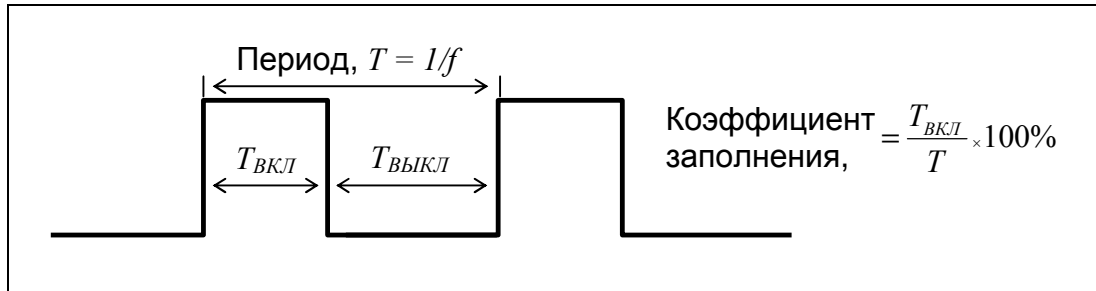 Период, T = 1/f
T_ВКЛ
T_ВЫКЛ
Коэффициент заполнения, = T_ВКЛ / T × 100%